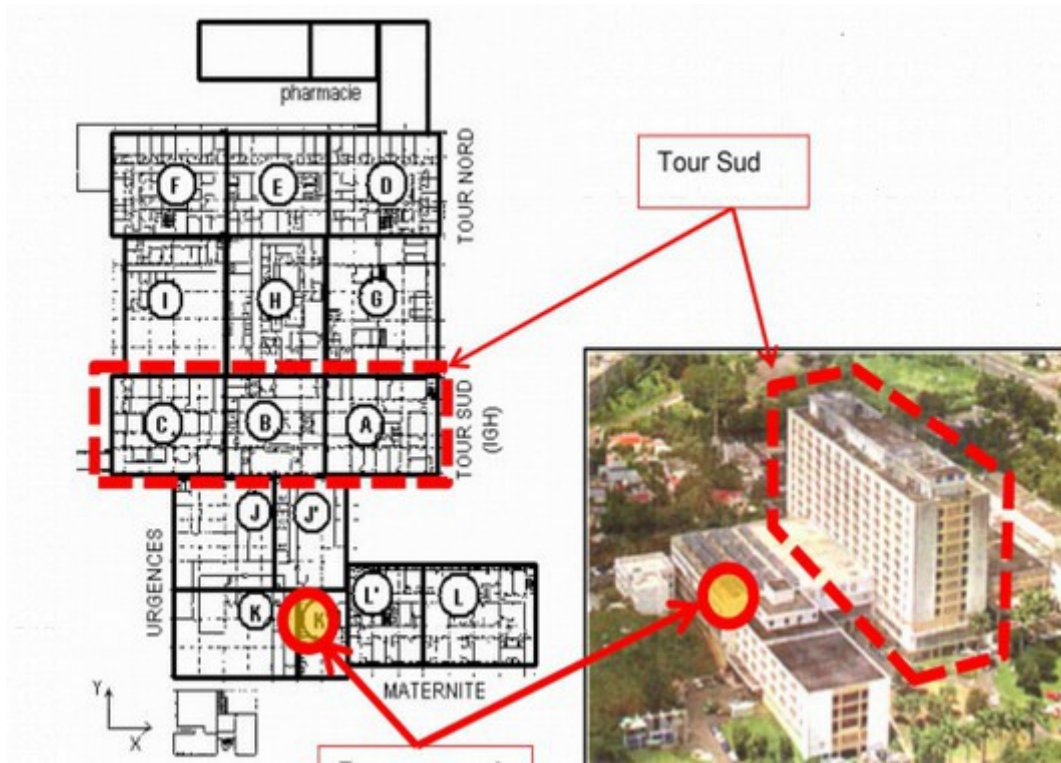 pharmacie
F
E
D
TOUR NORD
Tour Sud
I
H
G
C
B
A
TOUR SUD
(IGH)
J
J'
URGENCES
K
K
L'
L
MATERNITE
Y
X